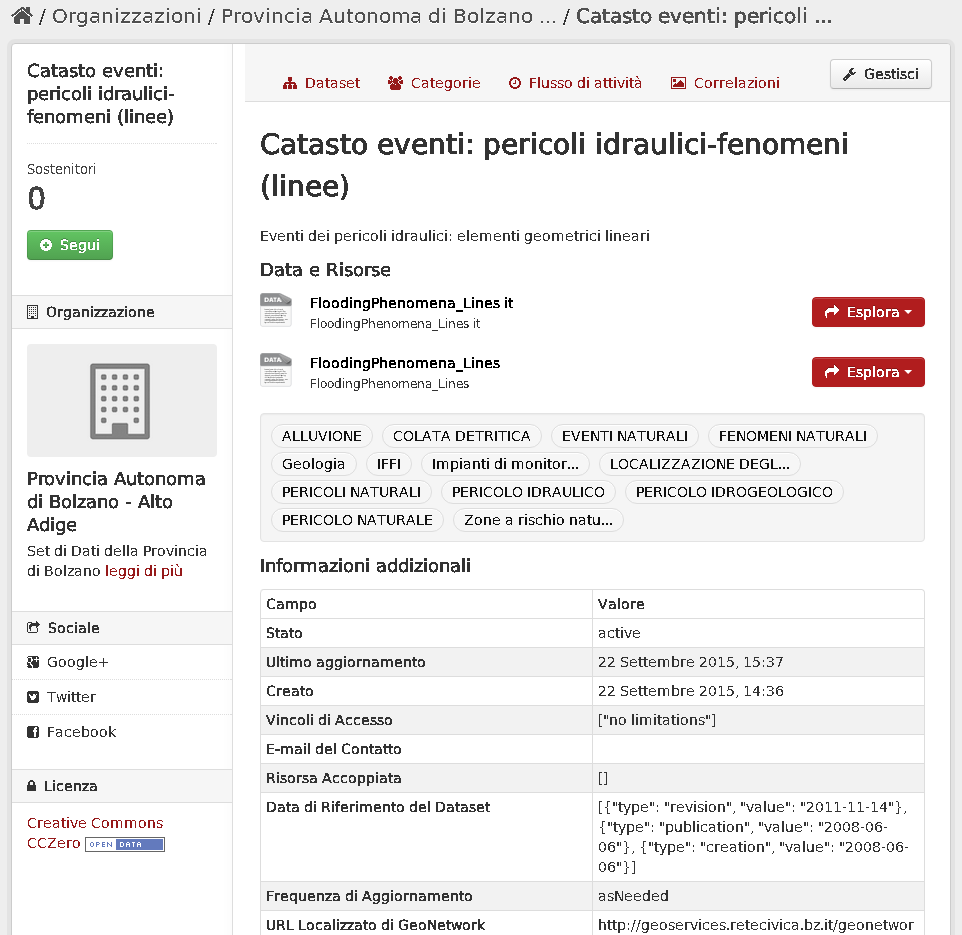 / Organizzazioni / Provincia Autonoma di Bolzano ... / Catasto eventi: pericoli ...
Catasto eventi:
pericoli idraulici-
fenomeni (linee)
Sostenitori
0
Segui
Organizzazione
Provincia Autonoma
di Bolzano - Alto
Adige
Set di Dati della Provincia
di Bolzano leggi di più
Sociale
Google+
Twitter
Facebook
Licenza
Creative Commons
CCZero OPEN DATA
Dataset Categorie Flusso di attività Correlazioni Gestisci
Catasto eventi: pericoli idraulici-fenomeni
(linee)
Eventi dei pericoli idraulici: elementi geometrici lineari
Data e Risorse
DATA FloodingPhenomena_Lines it
FloodingPhenomena_Lines it
Esplora
DATA FloodingPhenomena_Lines
FloodingPhenomena_Lines
Esplora
ALLUVIONE COLATA DETRITICA EVENTI NATURALI FENOMENI NATURALI
Geologia IFFI Impianti di monitor... LOCALIZZAZIONE DEGL...
PERICOLI NATURALI PERICOLO IDRAULICO PERICOLO IDROGEOLOGICO
PERICOLO NATURALE Zone a rischio natu...
Informazioni addizionali
Campo Valore
Stato active
Ultimo aggiornamento 22 Settembre 2015, 15:37
Creato 22 Settembre 2015, 14:36
Vincoli di Accesso ["no limitations"]
E-mail del Contatto
Risorsa Accoppiata []
Data di Riferimento del Dataset [{"type": "revision", "value": "2011-11-14"},
{"type": "publication", "value": "2008-06-
06"}, {"type": "creation", "value": "2008-06-
06"}]
Frequenza di Aggiornamento asNeeded
URL Localizzato di GeoNetwork http://geoservices.retecivica.bz.it/geonetwor